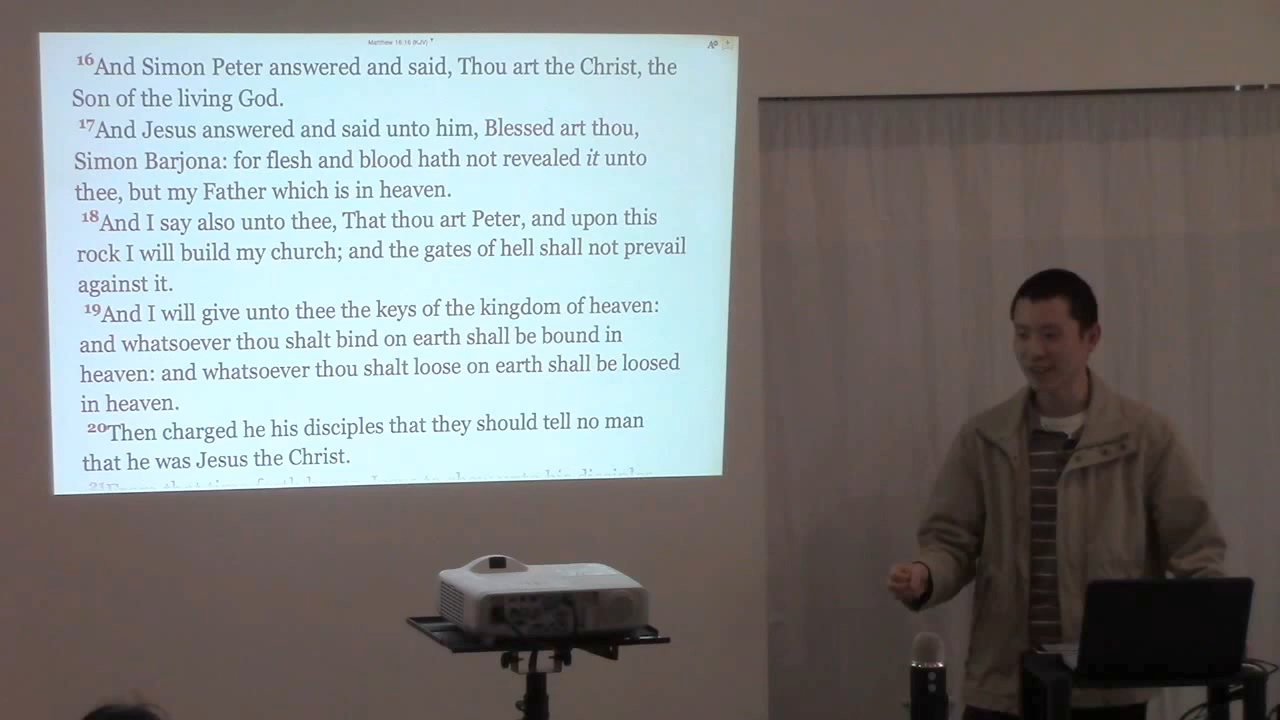 Matthew 16:16 (KJV)
16And Simon Peter answered and said, Thou art the Christ, the
Son of the living God.
17And Jesus answered and said unto him, Blessed art thou,
Simon Barjona: for flesh and blood hath not revealed it unto
thee, but my Father which is in heaven.
18And I say also unto thee, That thou art Peter, and upon this
rock I will build my church; and the gates of hell shall not prevail
against it.
19And I will give unto thee the keys of the kingdom of heaven:
and whatsoever thou shalt bind on earth shall be bound in
heaven: and whatsoever thou shalt loose on earth shall be loosed
in heaven.
20Then charged he his disciples that they should tell no man
that he was Jesus the Christ.